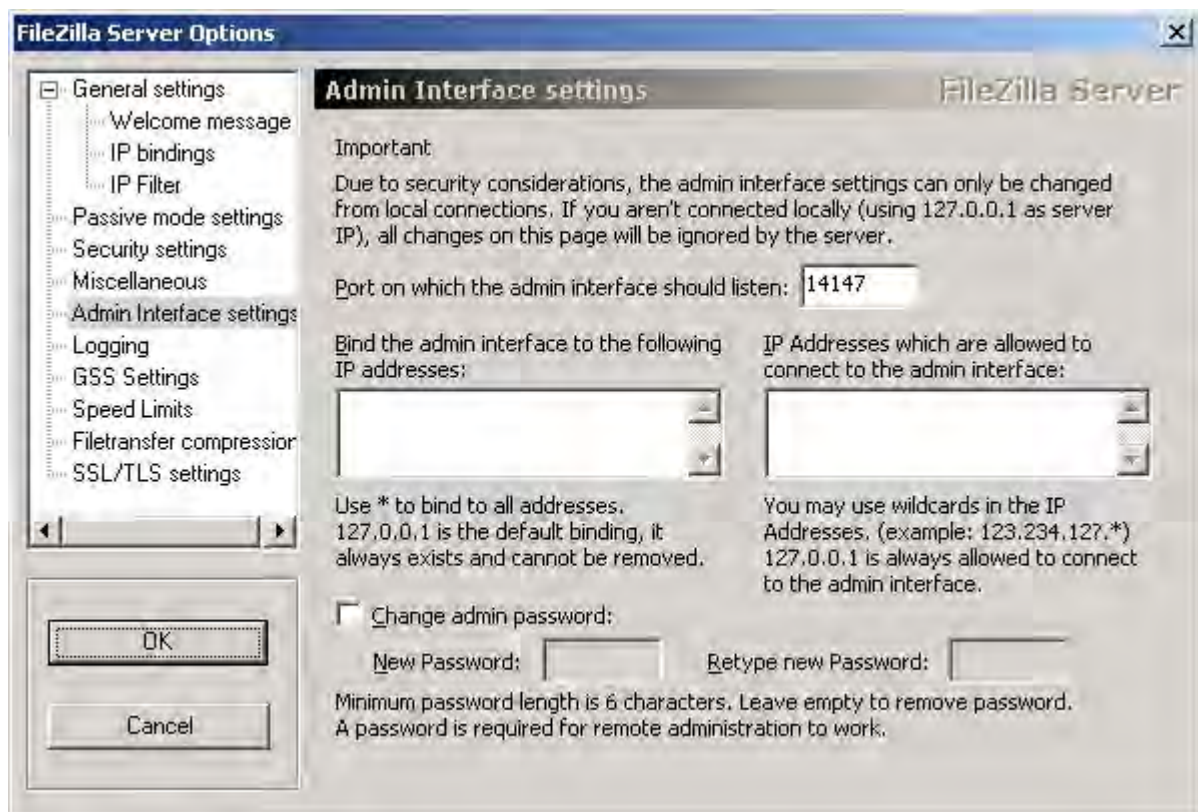 FileZilla Server Options
General settings
Welcome message
IP bindings
IP Filter
Passive mode settings
Security settings
Miscellaneous
Admin Interface settings
Logging
GSS Settings
Speed Limits
Filetransfer compression
SSL/TLS settings
OK
Cancel
Admin Interface settings
FileZilla Server
Important
Due to security considerations, the admin interface settings can only be changed
from local connections. If you aren't connected locally (using 127.0.0.1 as server
IP), all changes on this page will be ignored by the server.
Port on which the admin interface should listen: 14147
Bind the admin interface to the following
IP addresses:
Use * to bind to all addresses.
127.0.0.1 is the default binding, it
always exists and cannot be removed.
IP Addresses which are allowed to
connect to the admin interface:
You may use wildcards in the IP
Addresses. (example: 123.234.127.*)
127.0.0.1 is always allowed to connect
to the admin interface.
Change admin password:
New Password: Retype new Password:
Minimum password length is 6 characters. Leave empty to remove password.
A password is required for remote administration to work.